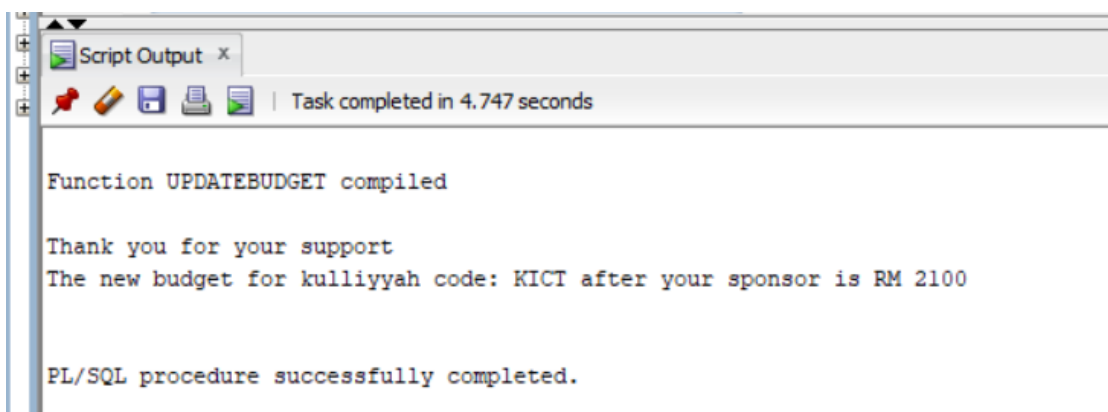 Script Output x
Task completed in 4.747 seconds
Function UPDATEBUDGET compiled
Thank you for your support
The new budget for kulliyyah code: KICT after your sponsor is RM 2100
PL/SQL procedure successfully completed.